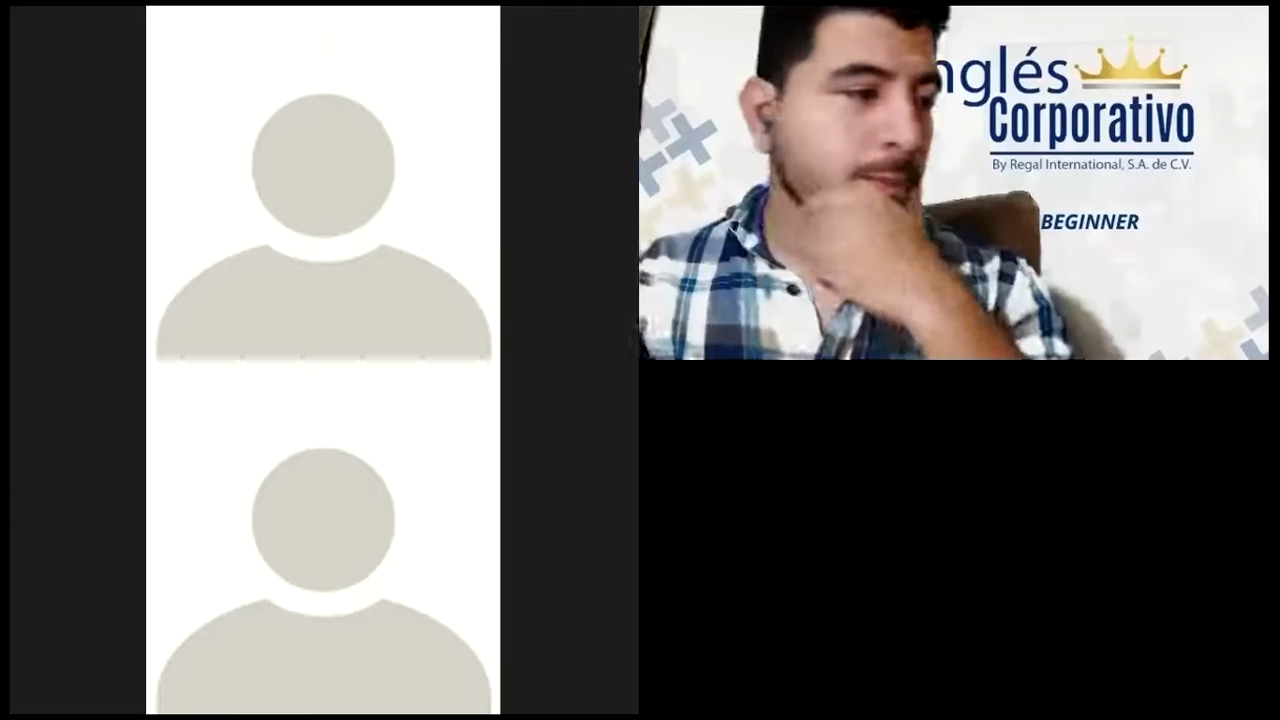 nglés
Corporativo
By Regal International, S.A. de C.V.
BEGINNER